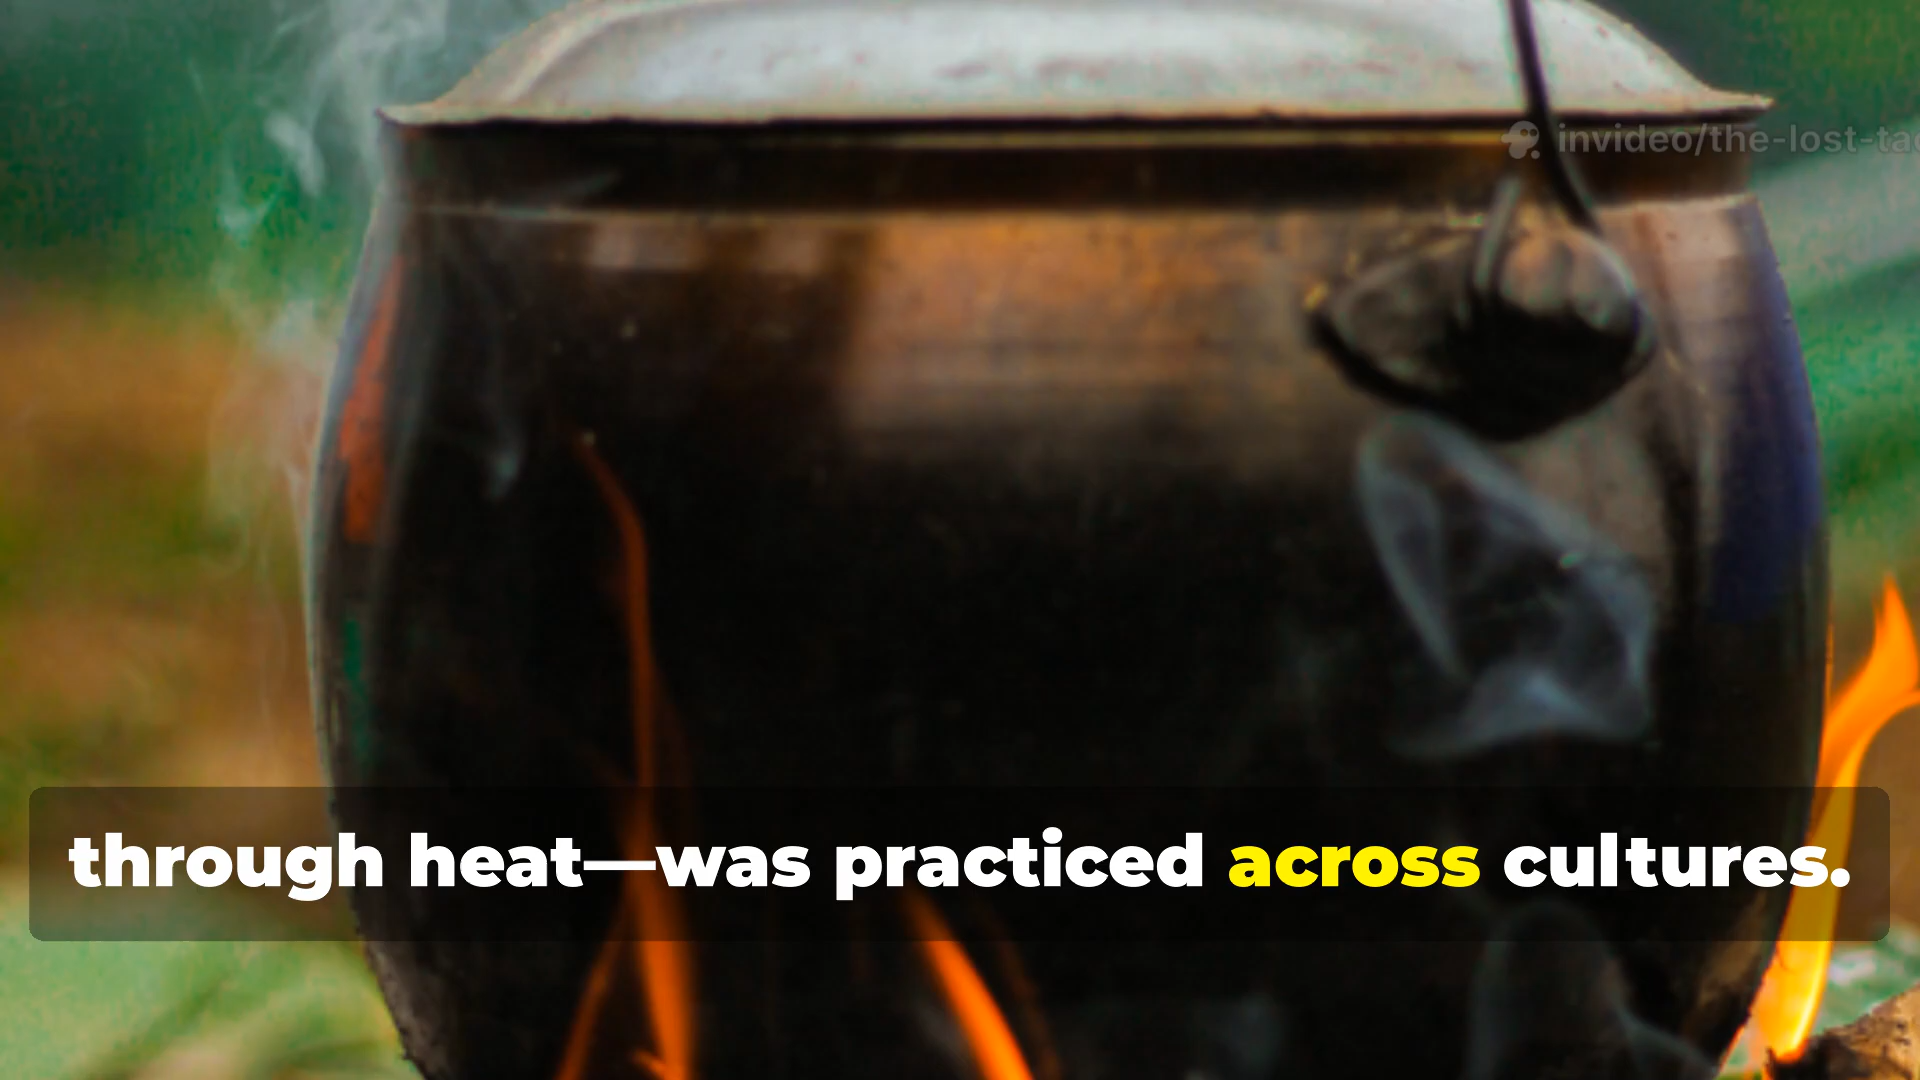 invideo/the-lost-ta
through heat—was practiced across cultures.